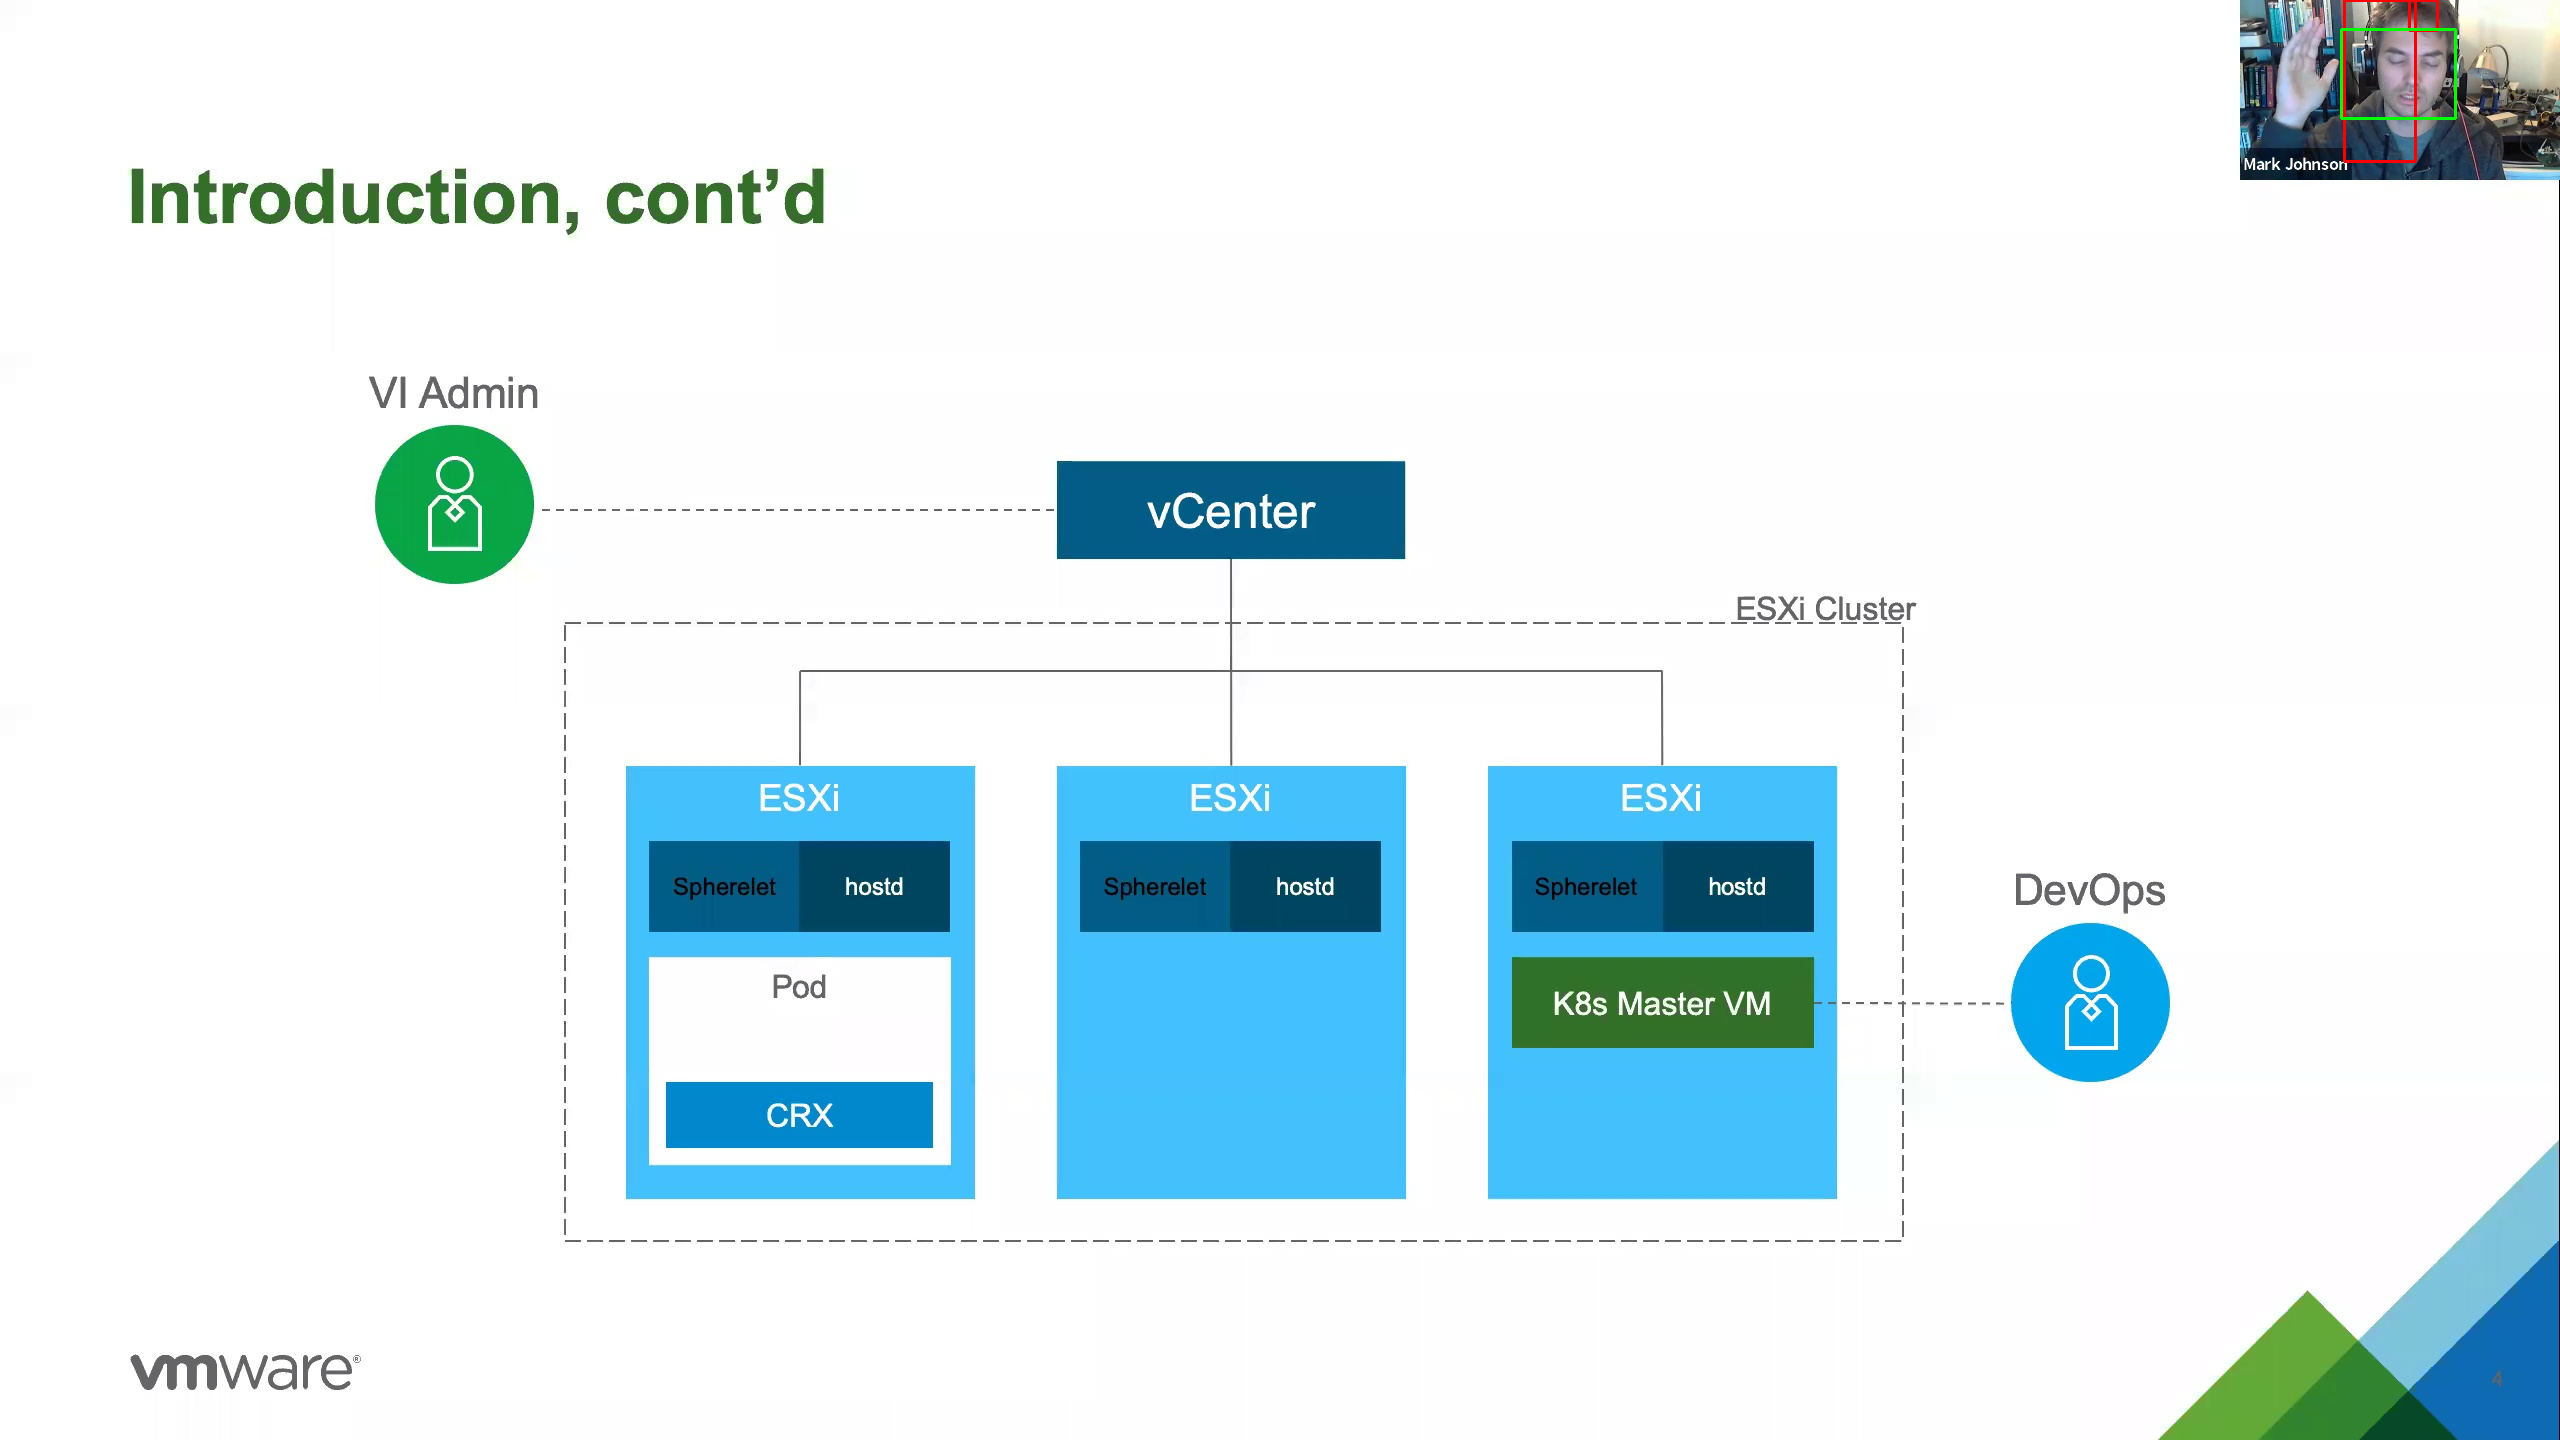 Mark Johnson
Introduction, cont’d
VI Admin
vCenter
ESXi Cluster
ESXi
Spherelet hostd
Pod
CRX
ESXi
Spherelet hostd
ESXi
Spherelet hostd
K8s Master VM
DevOps
vmware®
4